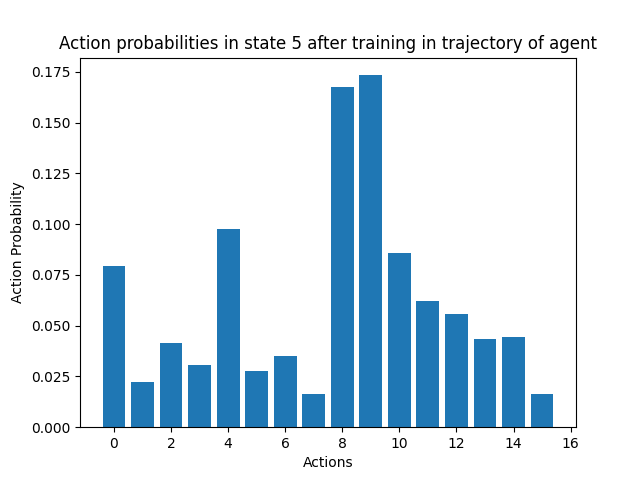 Action probabilities in state 5 after training in trajectory of agent
0.175
0.150
0.125
0.100
0.075
0.050
0.025
0.000
Action Probability
0 2 4 6 8 10 12 14 16
Actions